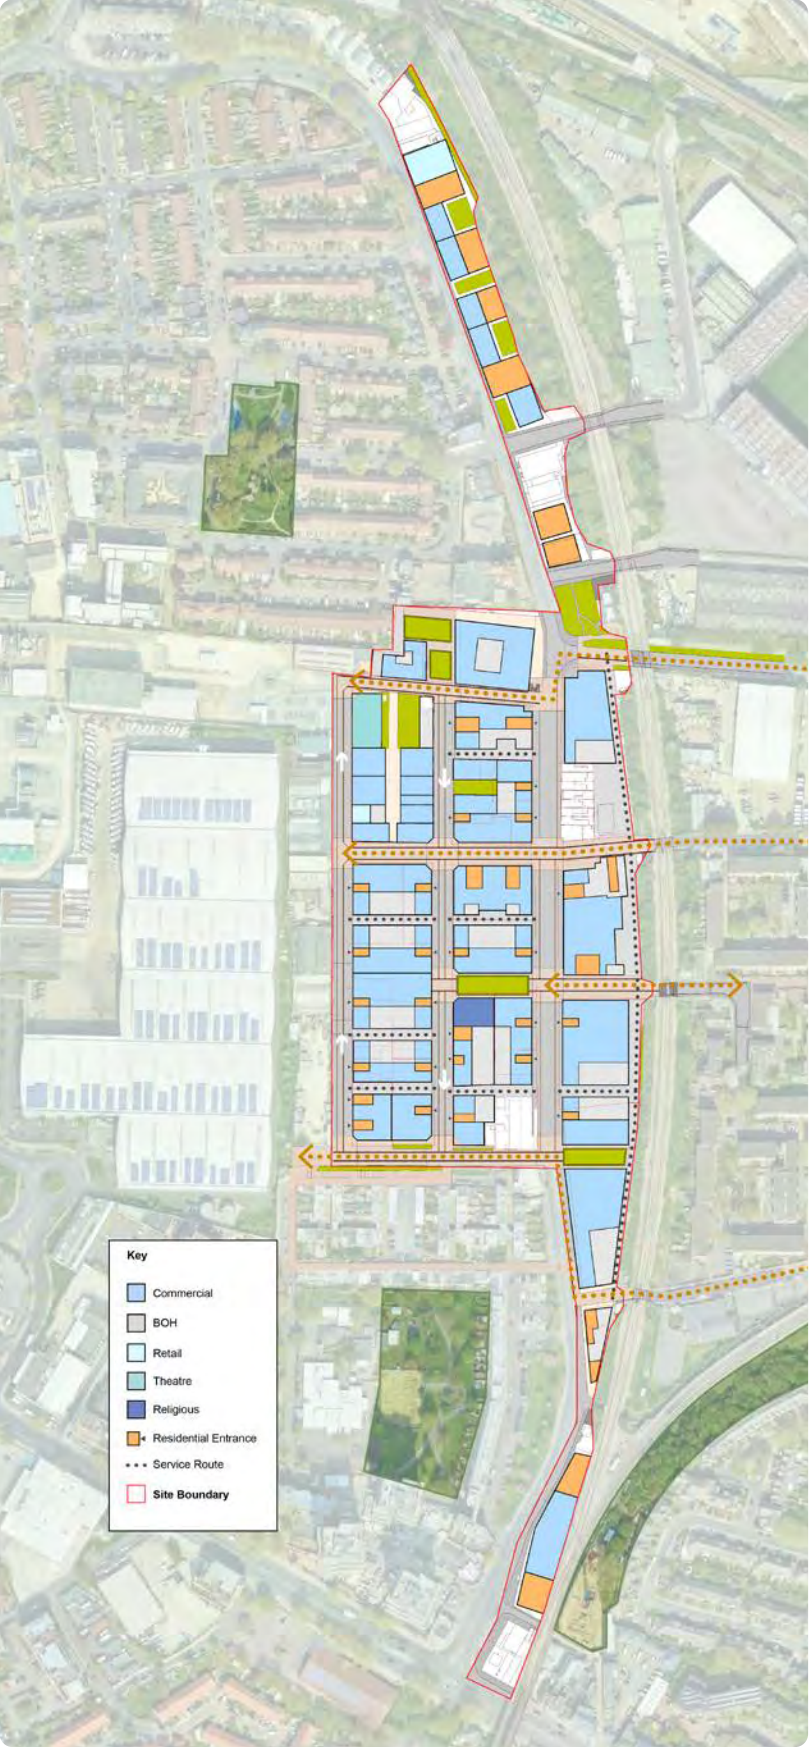 Key
Commercial
BOH
Retail
Theatre
Religious
Residential Entrance
Service Route
Site Boundary